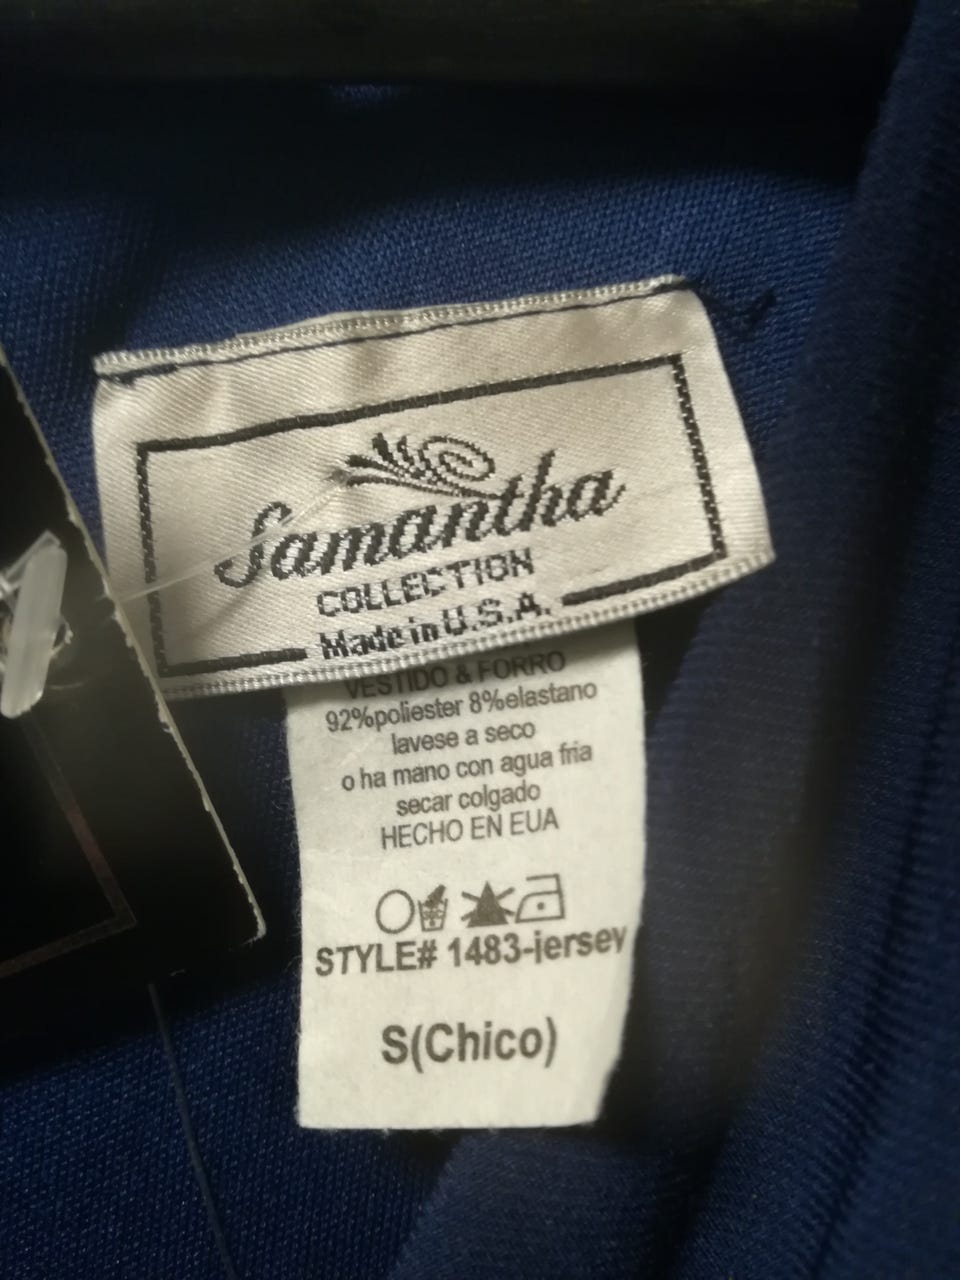 Samantha
COLLECTION
Made in U.S.A.
VESTIDO & FORRO
92%poliester 8%elastano
lavese a seco
o ha mano con agua fria
secar colgado
HECHO EN EUA
STYLE# 1483-jersey
S(Chico)